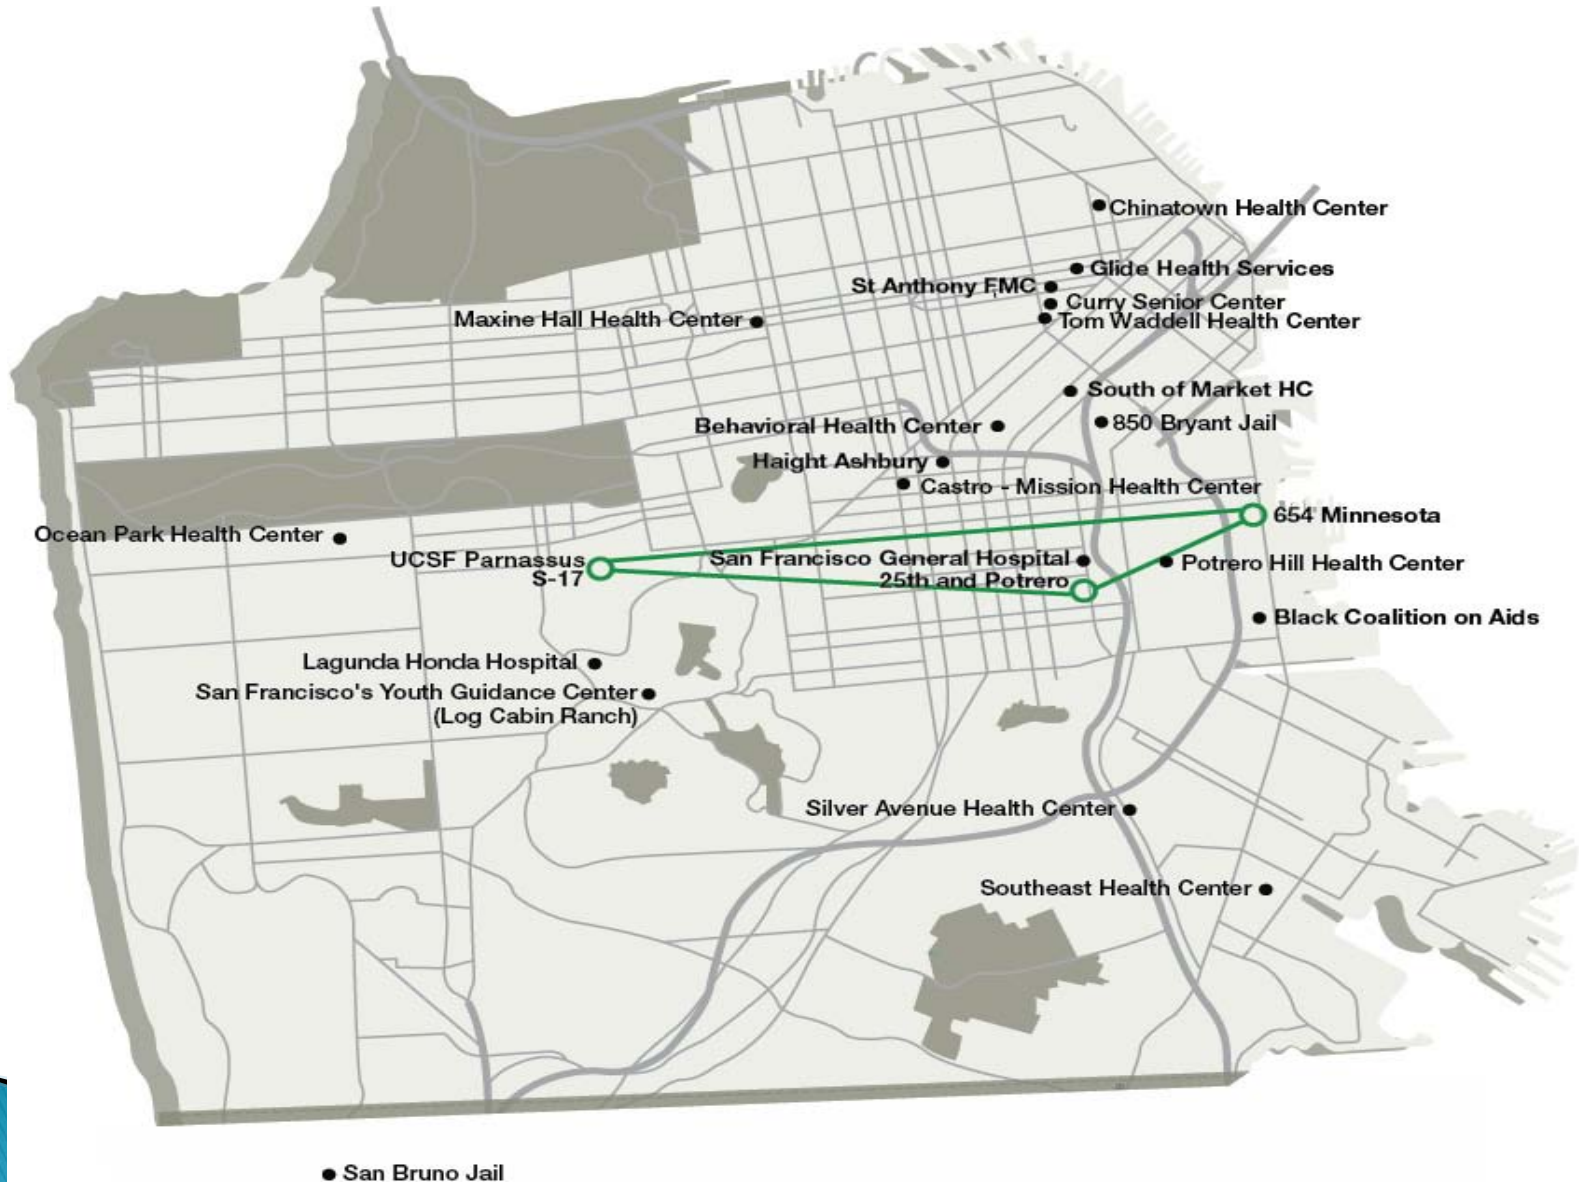 Chinatown Health Center
Glide Health Services
St Anthony FMC
Curry Senior Center
Tom Waddell Health Center
Maxine Hall Health Center
South of Market HC
850 Bryant Jail
Behavioral Health Center
Haight Ashbury
Castro - Mission Health Center
654 Minnesota
Ocean Park Health Center
UCSF Parnassus
S-17
San Francisco General Hospital
25th and Potrero
Potrero Hill Health Center
Black Coalition on Aids
Lagunda Honda Hospital
San Francisco's Youth Guidance Center
(Log Cabin Ranch)
Silver Avenue Health Center
Southeast Health Center
San Bruno Jail